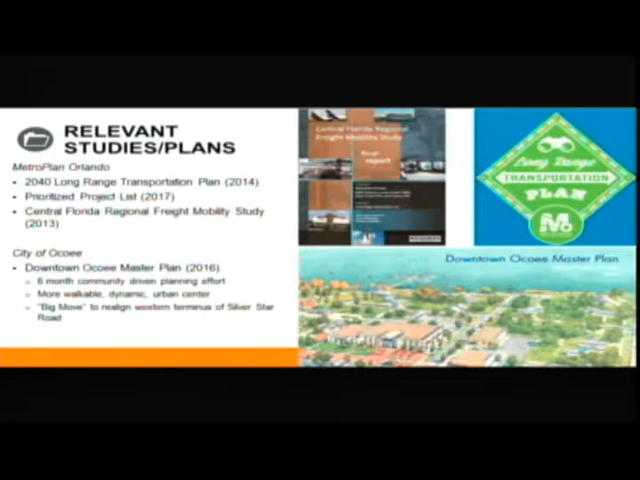 RELEVANT
STUDIES/PLANS
MetroPlan Orlando
• 2040 Long Range Transportation Plan (2014)
• Prioritized Project List (2017)
• Central Florida Regional Freight Mobility Study
(2013)
City of Ocoee
• Downtown Ocoee Master Plan (2016)
o 6 month community driven planning effort
o More walkable, dynamic, urban center
o "Big Move" to realign western terminus of Silver Star
Road
Central Florida Regional
Freight Mobility Study
final
report
Long Range
TRANSPORTATION
PLAN
Downtown Ocoee Master Plan